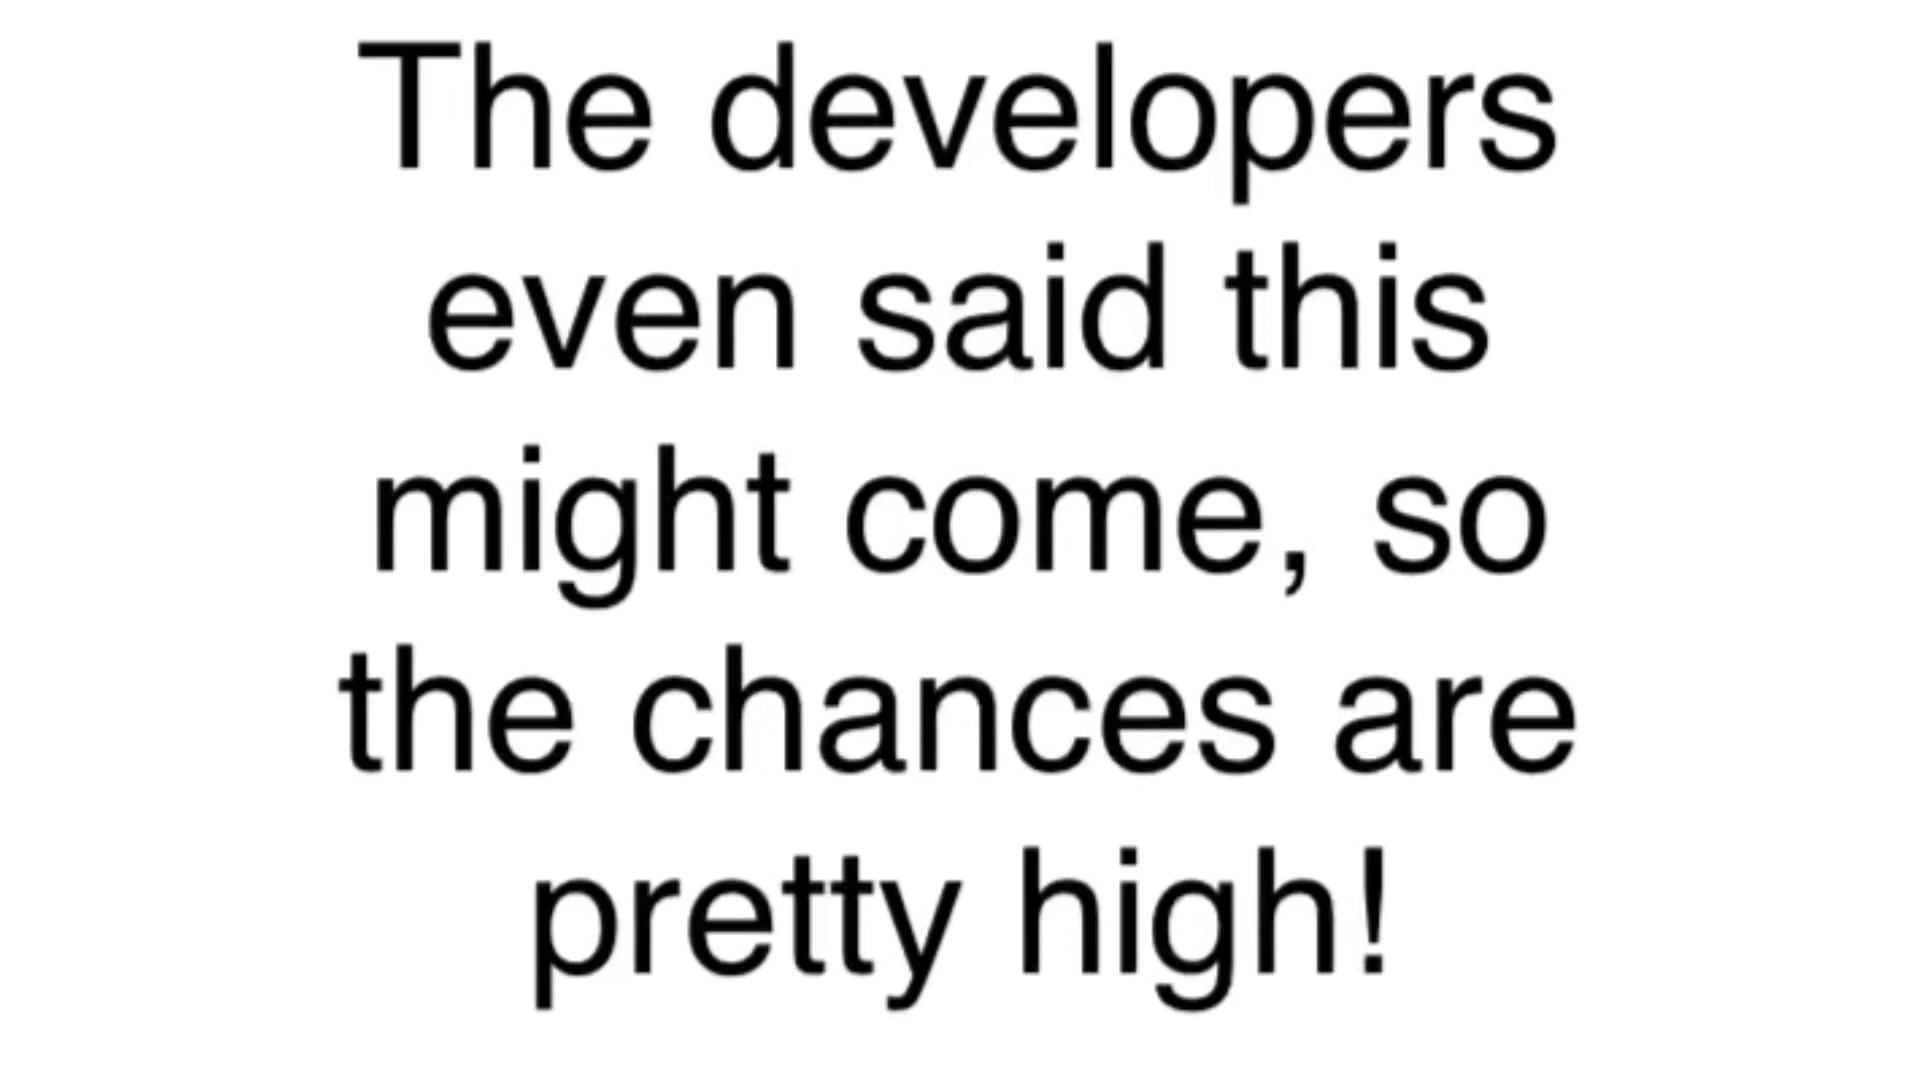 The developers
even said this
might come, so
the chances are
pretty high!